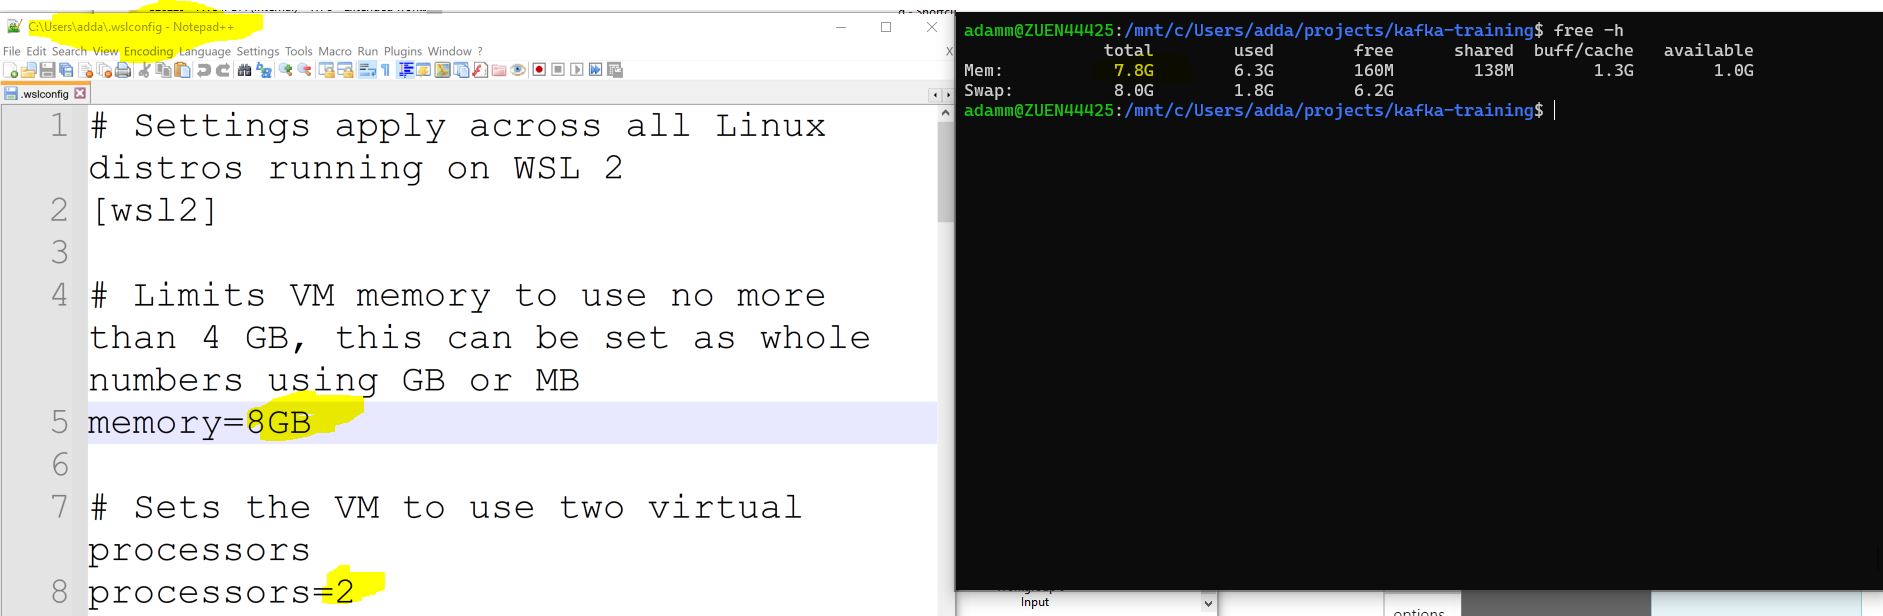 C:\Users\adda\.wslconfig - Notepad++
File Edit Search View Encoding Language Settings Tools Macro Run Plugins Window ?
X
.wslconfig
1 # Settings apply across all Linux
distros running on WSL 2
2 [wsl2]
3
4 # Limits VM memory to use no more
than 4 GB, this can be set as whole
numbers using GB or MB
5 memory=8GB
6
7 # Sets the VM to use two virtual
processors
8 processors=2
adamm@ZUEN44425:/mnt/c/Users/adda/projects/kafka-training$ free -h
total used free shared buff/cache available
Mem: 7.8G 6.3G 160M 138M 1.3G 1.0G
Swap: 8.0G 1.8G 6.2G
adamm@ZUEN44425:/mnt/c/Users/adda/projects/kafka-training$
Input
options